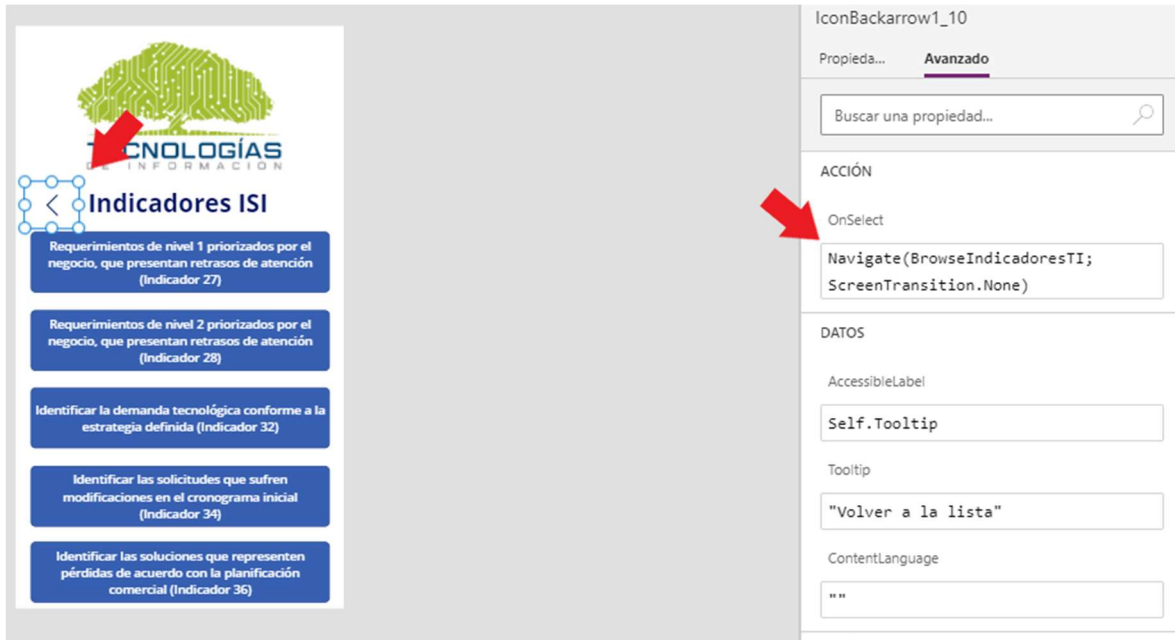 TECNOLOGÍAS
DE INFORMACIÓN
Indicadores ISI
Requerimientos de nivel 1 priorizados por el
negocio, que presentan retrasos de atención
(Indicador 27)
Requerimientos de nivel 2 priorizados por el
negocio, que presentan retrasos de atención
(Indicador 28)
Identificar la demanda tecnológica conforme a la
estrategia definida (Indicador 32)
Identificar las solicitudes que sufren
modificaciones en el cronograma inicial
(Indicador 34)
Identificar las soluciones que representen
pérdidas de acuerdo con la planificación
comercial (Indicador 36)
IconBackarrow1_10
Propieda... Avanzado
Buscar una propiedad...
ACCIÓN
OnSelect
Navigate(BrowseIndicadoresTI;
ScreenTransition.None)
DATOS
AccessibleLabel
Self.Tooltip
Tooltip
"Volver a la lista"
ContentLanguage
""